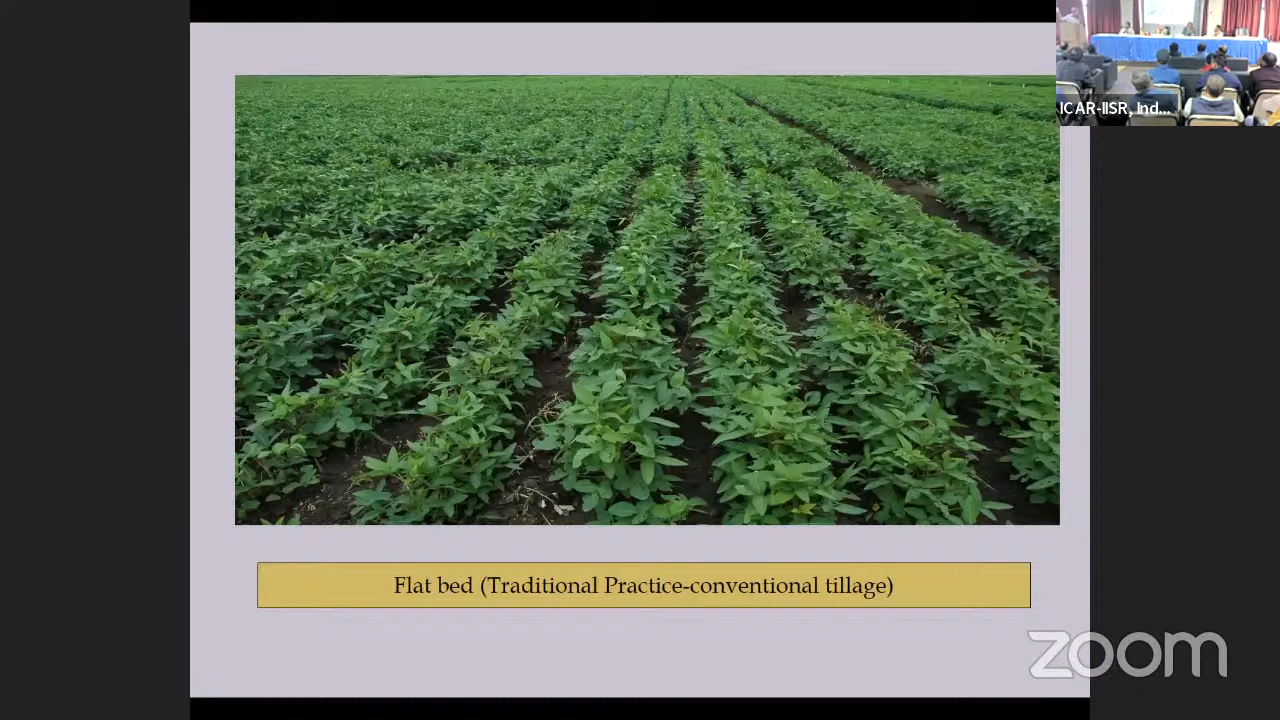 ICAR-IISR, Ind...
Flat bed (Traditional Practice-conventional tillage)
zoom